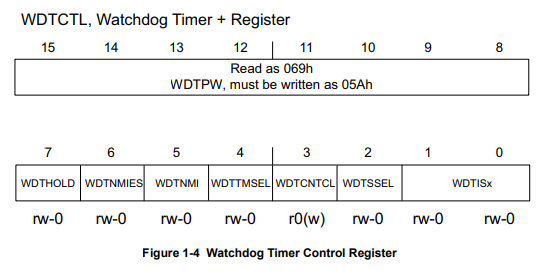 WDTCTL, Watchdog Timer + Register
15 14 13 12 11 10 9 8
Read as 069h
WDTPW, must be written as 05Ah
7 6 5 4 3 2 1 0
WDTHOLD WDTNMIES WDTNMI WDTTMSEL WDTCNTCL WDTSSEL WDTISx
rw-0 rw-0 rw-0 rw-0 r0(w) rw-0 rw-0 rw-0
Figure 1-4 Watchdog Timer Control Register